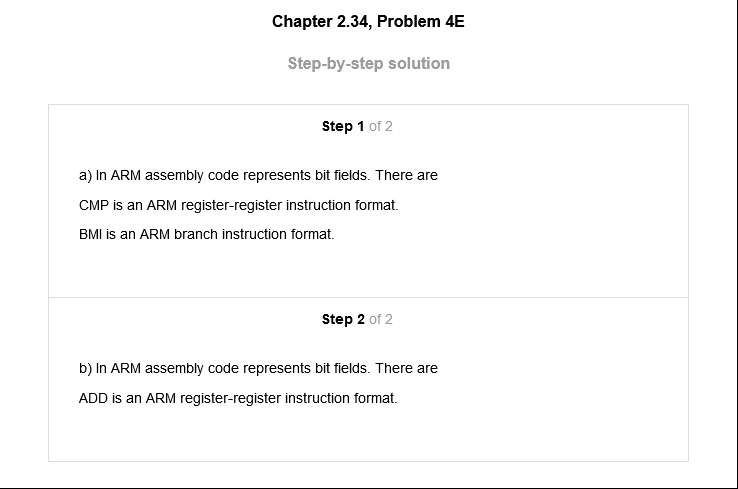 Chapter 2.34, Problem 4E
Step-by-step solution
Step 1 of 2
a) In ARM assembly code represents bit fields. There are
CMP is an ARM register-register instruction format.
BMI is an ARM branch instruction format.
Step 2 of 2
b) In ARM assembly code represents bit fields. There are
ADD is an ARM register-register instruction format.